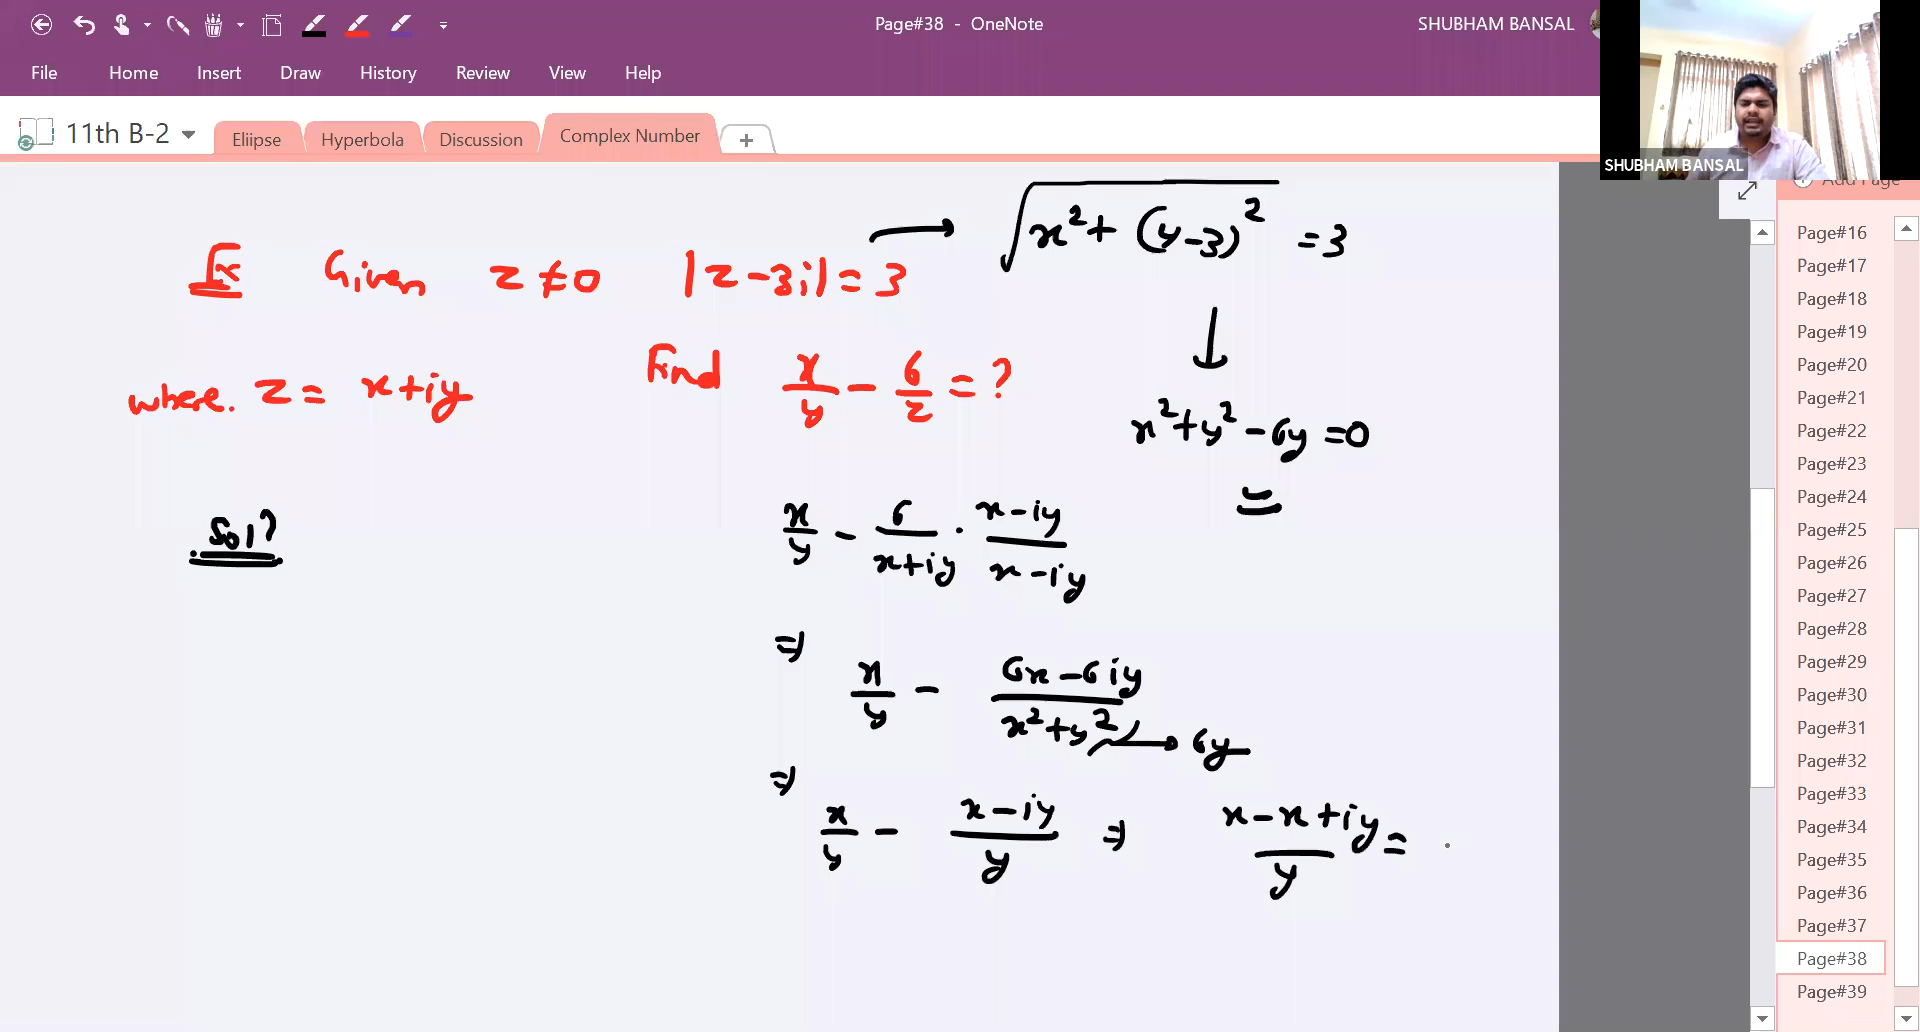 Page#38 - OneNote
SHUBHAM BANSAL
File Home Insert Draw History Review View Help
11th B-2
Eliipse Hyperbola Discussion Complex Number +
SHUBHAM BANSAL
Add Page
Ex Given z ≠ 0 |z - 3i| = 3 → √(x² + (y-3)²) = 3
↓
where. z = x + iy Find x/y - 6/z = ?
x² + y² - 6y = 0
Sol?
x/y - 6/(x+iy) · (x-iy)/(x-iy)
⇒ x/y - (6x - 6iy)/(x² + y²) → 6y
⇒ x/y - (x - iy)/y ⇒ (x - x + iy)/y =
Page#16
Page#17
Page#18
Page#19
Page#20
Page#21
Page#22
Page#23
Page#24
Page#25
Page#26
Page#27
Page#28
Page#29
Page#30
Page#31
Page#32
Page#33
Page#34
Page#35
Page#36
Page#37
Page#38
Page#39